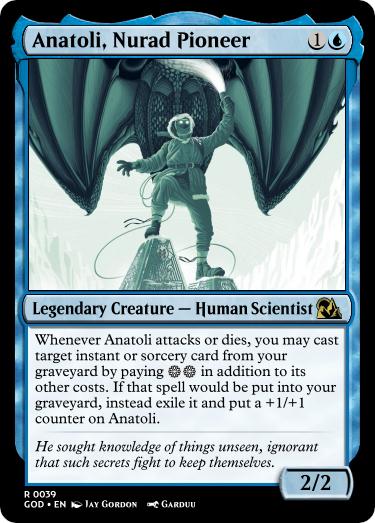 Anatoli, Nurad Pioneer 1
Legendary Creature — Human Scientist
Whenever Anatoli attacks or dies, you may cast
target instant or sorcery card from your
graveyard by paying in addition to its
other costs. If that spell would be put into your
graveyard, instead exile it and put a +1/+1
counter on Anatoli.
He sought knowledge of things unseen, ignorant
that such secrets fight to keep themselves.
2/2
R 0039
GOD • EN Jay Gordon Garduu